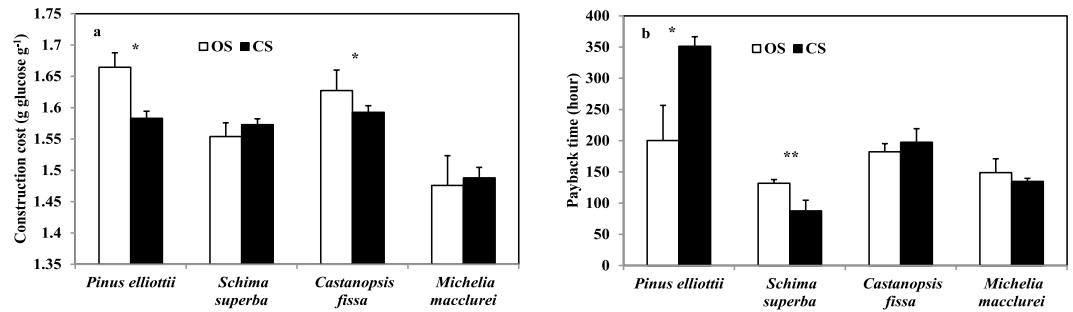 1.75
1.7
1.65
1.6
1.55
1.5
1.45
1.4
1.35
Construction cost (g glucose g-1)
a
*
OS CS
*
Pinus elliottii
Schima
superba
Castanopsis
fissa
Michelia
macclurei
400
350
300
250
200
150
100
50
0
Payback time (hour)
b
*
OS CS
**
Pinus elliottii
Schima
superba
Castanopsis
fissa
Michelia
macclurei